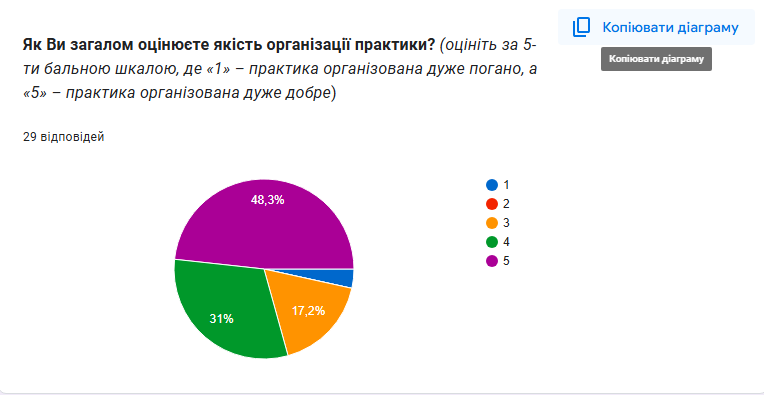 Копіювати діаграму
Копіювати діаграму
Як Ви загалом оцінюєте якість організації практики? (оцініть за 5-
ти бальною шкалою, де «1» – практика організована дуже погано, а
«5» – практика організована дуже добре)
29 відповідей
48,3%
31%
17,2%
1
2
3
4
5